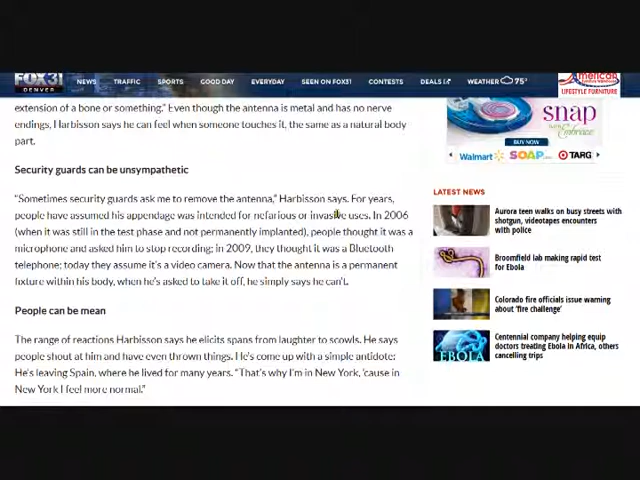 FOX31
DENVER
NEWS TRAFFIC SPORTS GOOD DAY EVERYDAY SEEN ON FOX31 CONTESTS DEALS WEATHER 75°
American
LIFESTYLE FURNITURE
extension of a bone or something.” Even though the antenna is metal and has no nerve
endings, Harbisson says he can feel when someone touches it, the same as a natural body
part.
Security guards can be unsympathetic
“Sometimes security guards ask me to remove the antenna,” Harbisson says. For years,
people have assumed his appendage was intended for nefarious or invasive uses. In 2006
(when it was still in the test phase and not permanently implanted), people thought it was a
microphone and asked him to stop recording; in 2009, they thought it was a Bluetooth
telephone; today they assume it’s a video camera. Now that the antenna is a permanent
fixture within his body, when he’s asked to take it off, he simply says he can’t.
People can be mean
The range of reactions Harbisson says he elicits spans from laughter to scowls. He says
people shout at him and have even thrown things. He’s come up with a simple antidote:
He’s leaving Spain, where he lived for many years. “That’s why I’m in New York, ‘cause in
New York I feel more normal.”
snap
Embrace
BUY NOW
Walmart SOAP.com TARG
LATEST NEWS
Aurora teen walks on busy streets with
shotgun, videotapes encounters
with police
Broomfield lab making rapid test
for Ebola
Colorado fire officials issue warning
about ‘fire challenge’
EBOLA
Centennial company helping equip
doctors treating Ebola in Africa, others
cancelling trips